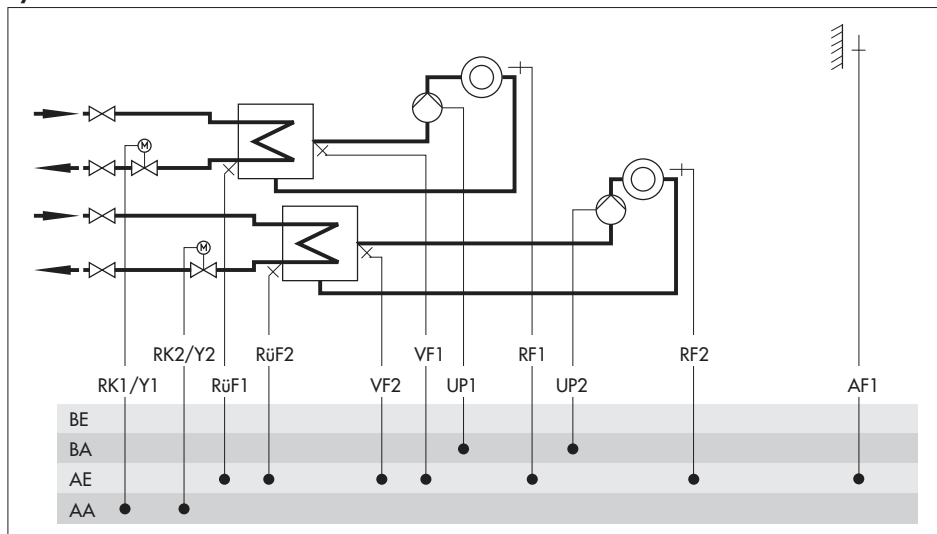 M
M
RK2/Y2 RüF2 VF1 RF1 RF2
RK1/Y1 RüF1 VF2 UP1 UP2 AF1
BE
BA
AE
AA